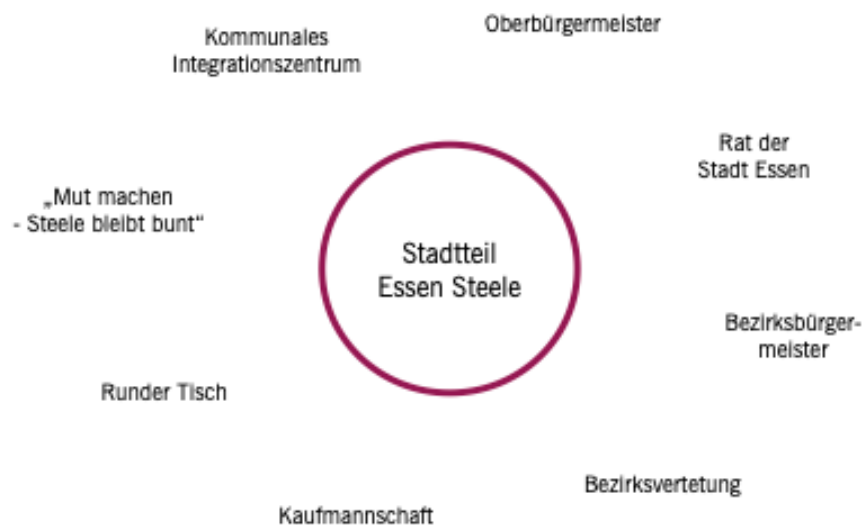 Oberbürgermeister
Kommunales
Integrationszentrum
Rat der
Stadt Essen
„Mut machen
- Steele bleibt bunt“
Stadtteil
Essen Steele
Bezirksbürger-
meister
Runder Tisch
Bezirksvertetung
Kaufmannschaft